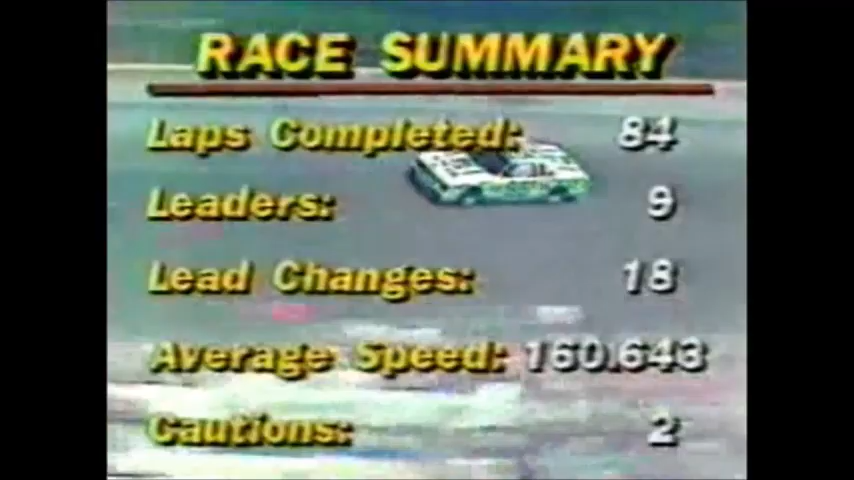 RACE SUMMARY
Laps Completed: 84
Leaders: 9
Lead Changes: 18
Average Speed: 160.643
Cautions: 2